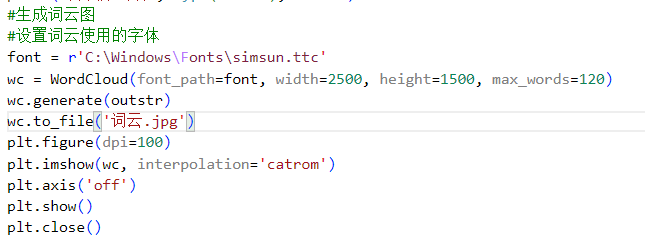 #生成词云图
#设置词云使用的字体
font = r'C:\Windows\Fonts\simsun.ttc'
wc = WordCloud(font_path=font, width=2500, height=1500, max_words=120)
wc.generate(outstr)
wc.to_file('词云.jpg')
plt.figure(dpi=100)
plt.imshow(wc, interpolation='catrom')
plt.axis('off')
plt.show()
plt.close()